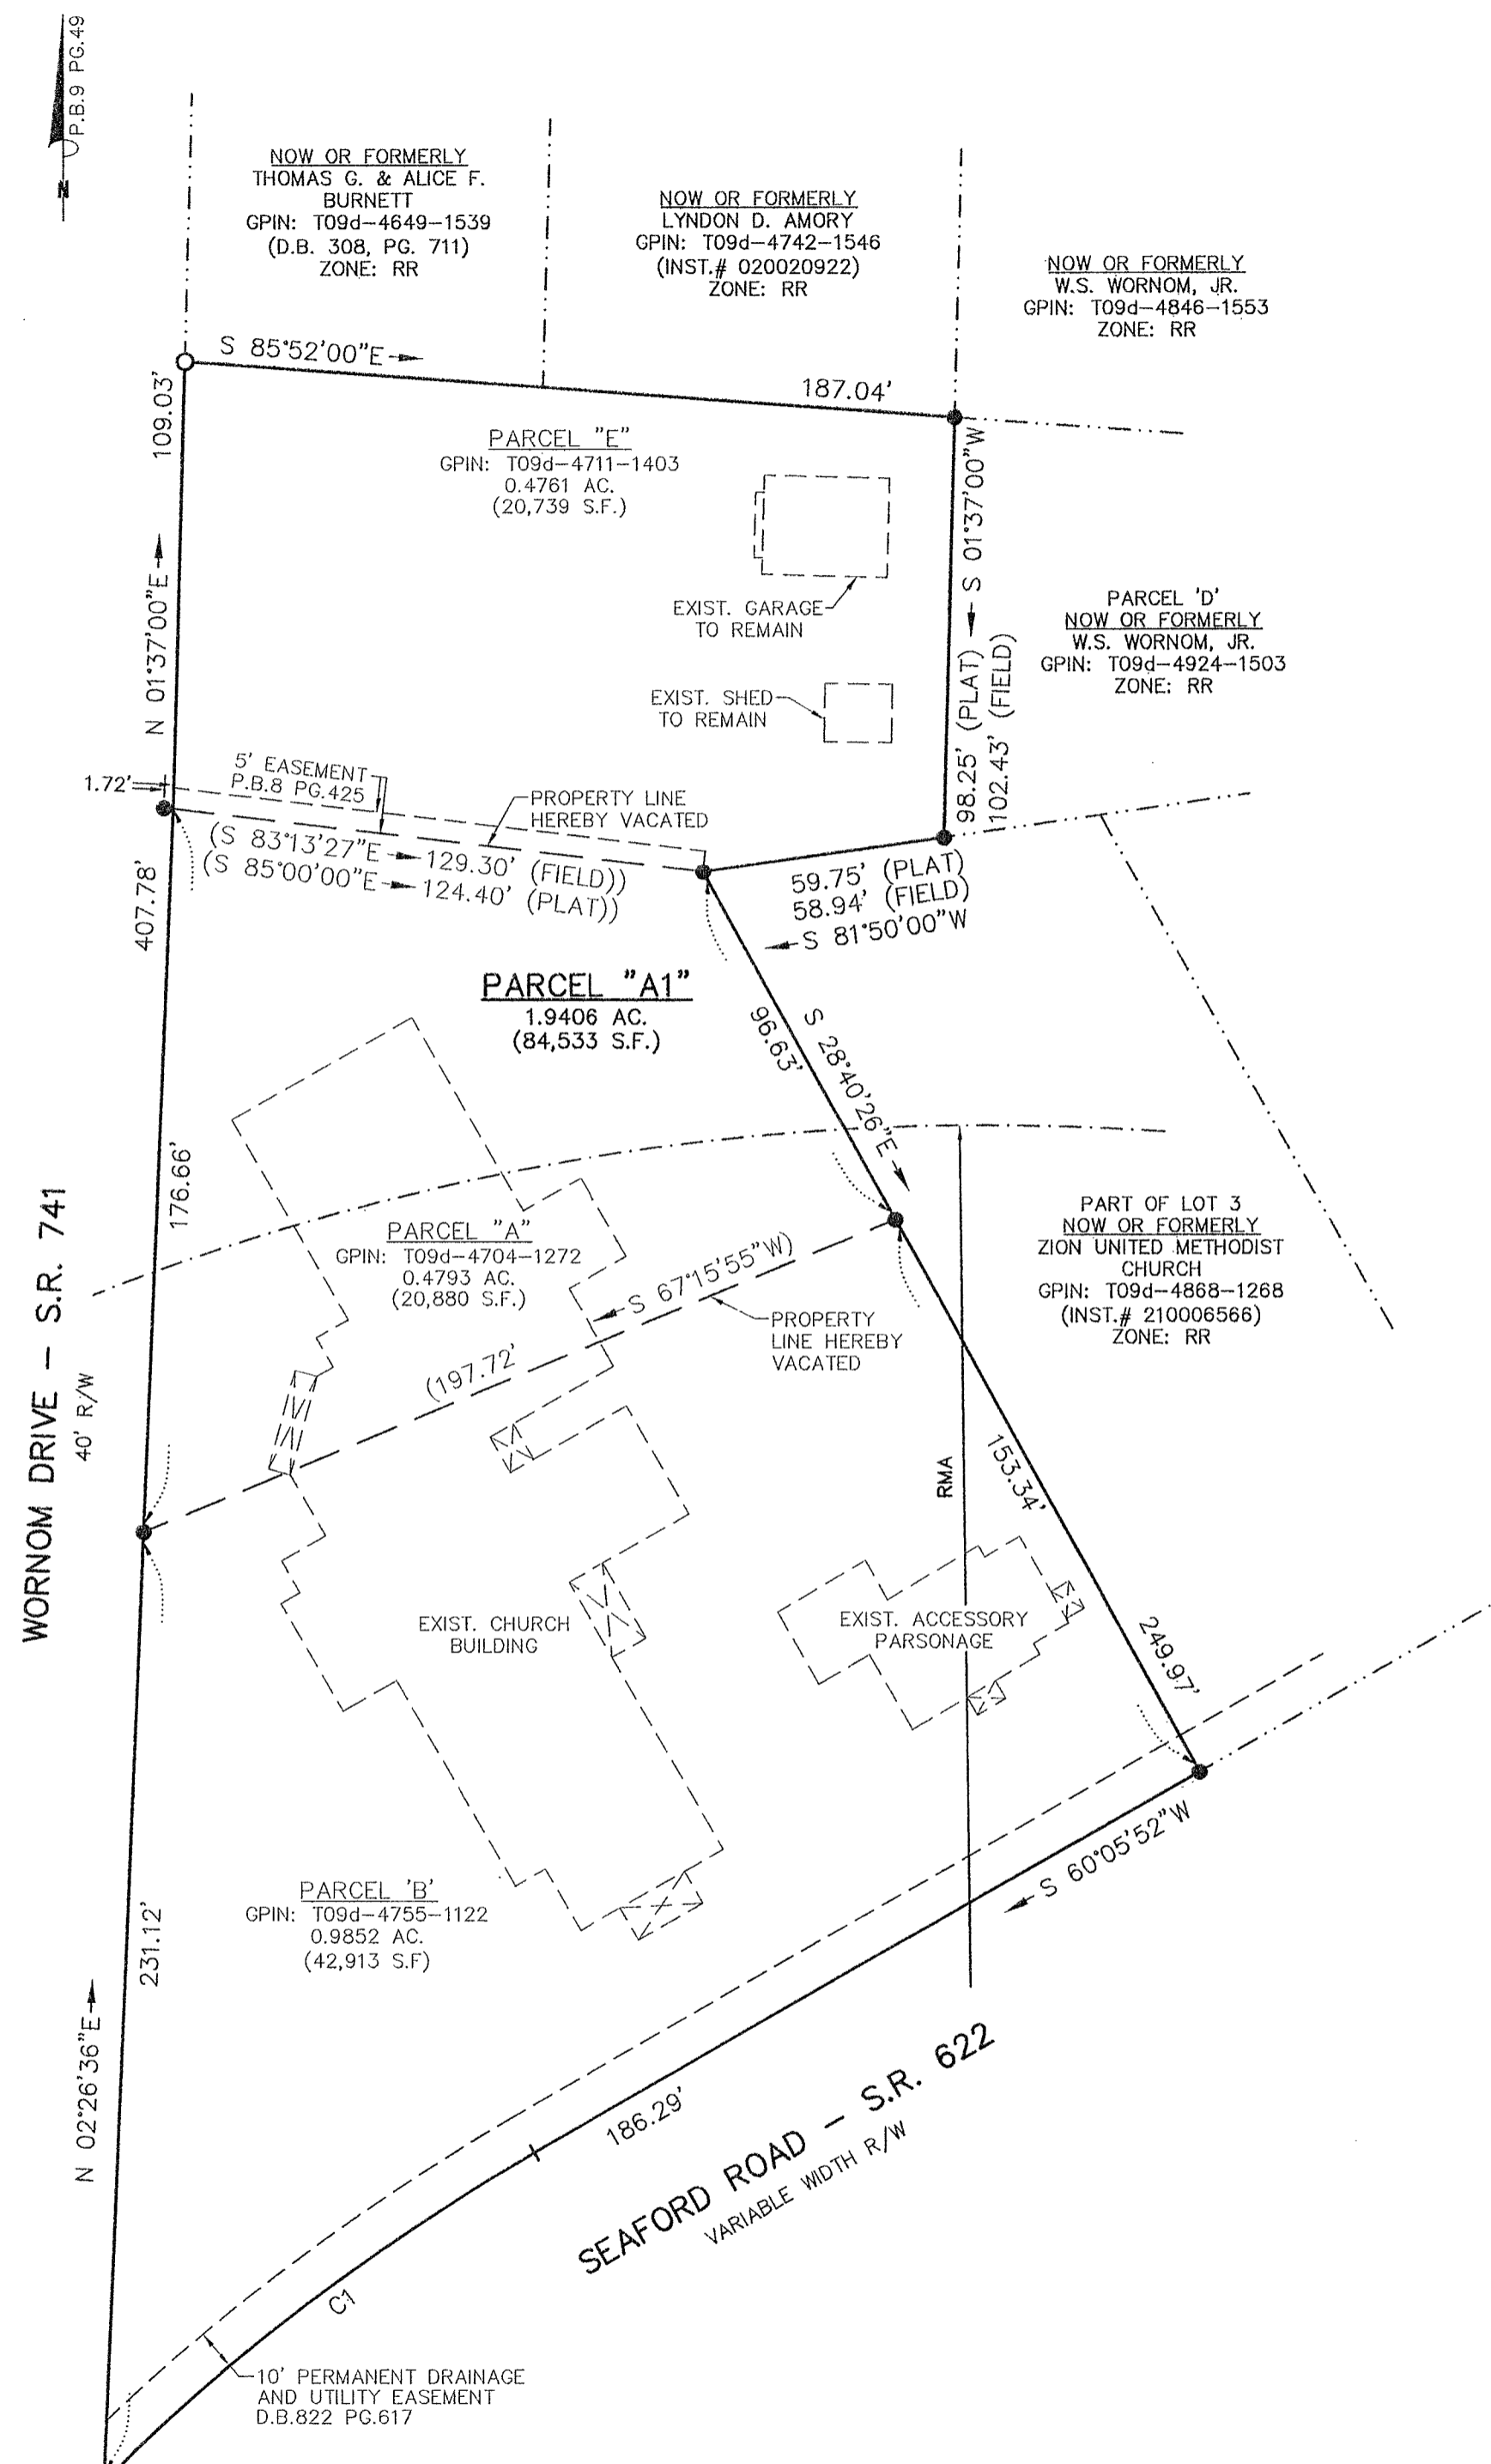 P.B.9 PG.49
N
NOW OR FORMERLY
THOMAS G. & ALICE F.
BURNETT
GPIN: T09d-4649-1539
(D.B. 308, PG. 711)
ZONE: RR
NOW OR FORMERLY
LYNDON D. AMORY
GPIN: T09d-4742-1546
(INST.# 020020922)
ZONE: RR
NOW OR FORMERLY
W.S. WORNOM, JR.
GPIN: T09d-4846-1553
ZONE: RR
S 85°52'00"E
187.04'
109.03'
N 01°37'00"E
PARCEL "E"
GPIN: T09d-4711-1403
0.4761 AC.
(20,739 S.F.)
EXIST. GARAGE
TO REMAIN
EXIST. SHED
TO REMAIN
S 01°37'00"W
98.25' (PLAT)
102.43' (FIELD)
PARCEL 'D'
NOW OR FORMERLY
W.S. WORNOM, JR.
GPIN: T09d-4924-1503
ZONE: RR
1.72'
5' EASEMENT
P.B.8 PG.425
PROPERTY LINE
HEREBY VACATED
(S 83°13'27"E 129.30' (FIELD))
(S 85°00'00"E 124.40' (PLAT))
59.75' (PLAT)
58.94' (FIELD)
S 81°50'00"W
407.78'
PARCEL "A1"
1.9406 AC.
(84,533 S.F.)
96.63'
S 28°40'26"E
176.66'
WORNOM DRIVE - S.R. 741
40' R/W
PARCEL "A"
GPIN: T09d-4704-1272
0.4793 AC.
(20,880 S.F.)
S 67°15'55"W)
(197.72'
PROPERTY
LINE HEREBY
VACATED
PART OF LOT 3
NOW OR FORMERLY
ZION UNITED METHODIST
CHURCH
GPIN: T09d-4868-1268
(INST.# 210006566)
ZONE: RR
RMA
153.34'
EXIST. CHURCH
BUILDING
EXIST. ACCESSORY
PARSONAGE
249.97'
S 60°05'52"W
PARCEL 'B'
GPIN: T09d-4755-1122
0.9852 AC.
(42,913 S.F)
231.12'
N 02°26'36"E
186.29'
SEAFORD ROAD - S.R. 622
VARIABLE WIDTH R/W
C1
10' PERMANENT DRAINAGE
AND UTILITY EASEMENT
D.B.822 PG.617